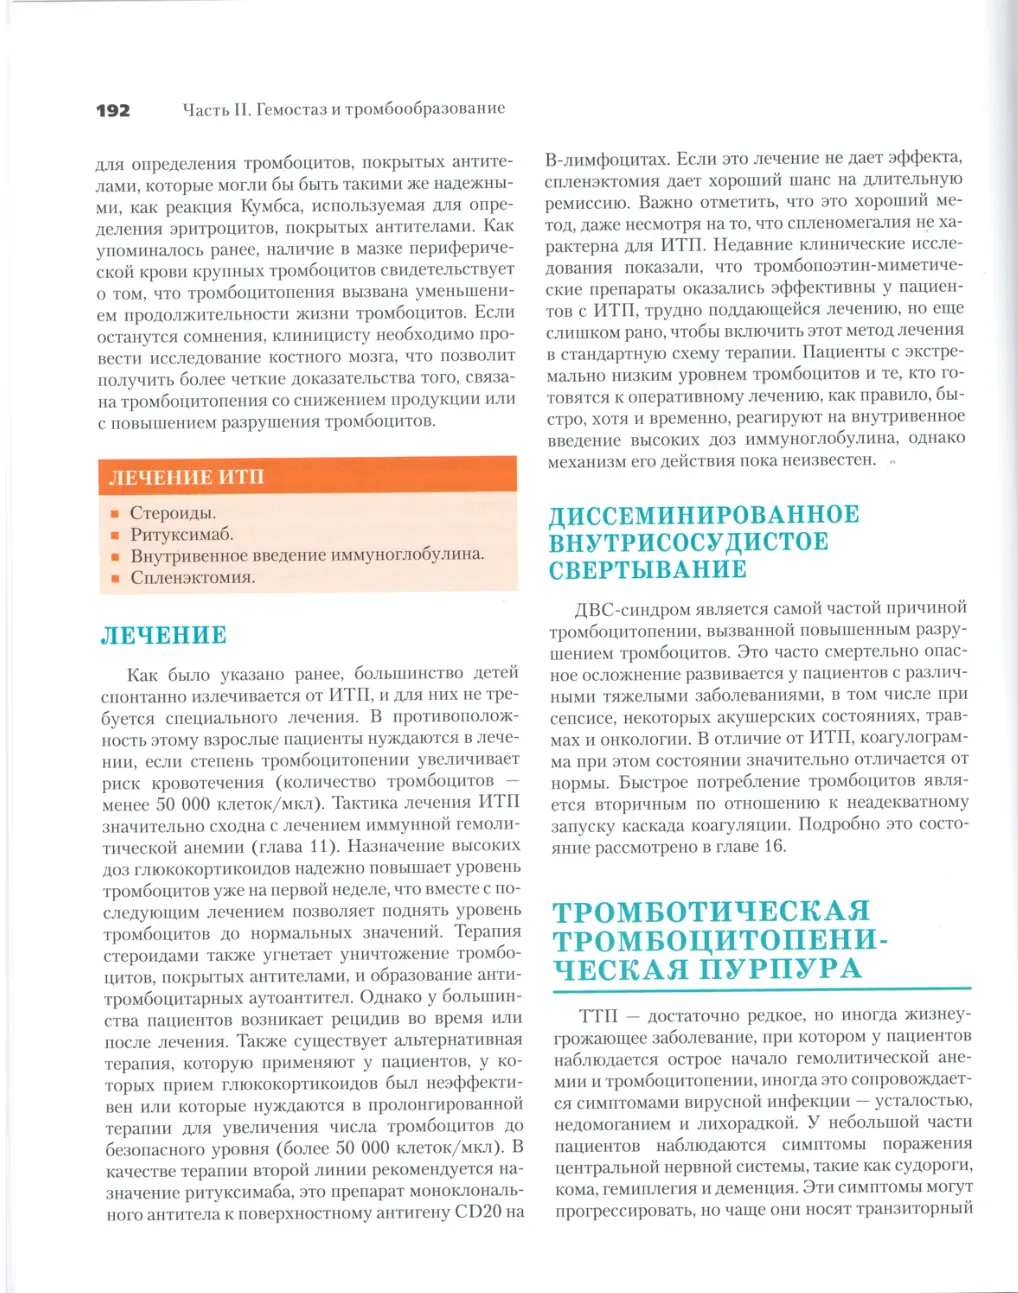 192 Часть II. Гемостаз и тромбообразование
для определения тромбоцитов, покрытых антите-
лами, которые могли бы быть такими же надежны-
ми, как реакция Кумбса, используемая для опре-
деления эритроцитов, покрытых антителами. Как
упоминалось ранее, наличие в мазке перифериче-
ской крови крупных тромбоцитов свидетельствует
о том, что тромбоцитопения вызвана уменьшени-
ем продолжительности жизни тромбоцитов. Если
останутся сомнения, клиницисту необходимо про-
вести исследование костного мозга, что позволит
получить более четкие доказательства того, связа-
на тромбоцитопения со снижением продукции или
с повышением разрушения тромбоцитов.
ЛЕЧЕНИЕ ИТП
■ Стероиды.
■ Ритуксимаб.
■ Внутривенное введение иммуноглобулина.
■ Спленэктомия.
ЛЕЧЕНИЕ
Как было указано ранее, большинство детей
спонтанно излечивается от ИТП, и для них не тре-
буется специального лечения. В противополож-
ность этому взрослые пациенты нуждаются в лече-
нии, если степень тромбоцитопении увеличивает
риск кровотечения (количество тромбоцитов —
менее 50 000 клеток/мкл). Тактика лечения ИТП
значительно сходна с лечением иммунной гемоли-
тической анемии (глава 11). Назначение высоких
доз глюкокортикоидов надежно повышает уровень
тромбоцитов уже на первой неделе, что вместе с по-
следующим лечением позволяет поднять уровень
тромбоцитов до нормальных значений. Терапия
стероидами также угнетает уничтожение тромбо-
цитов, покрытых антителами, и образование анти-
тромбоцитарных аутоантител. Однако у большин-
ства пациентов возникает рецидив во время или
после лечения. Также существует альтернативная
терапия, которую применяют у пациентов, у ко-
торых прием глюкокортикоидов был неэффекти-
вен или которые нуждаются в пролонгированной
терапии для увеличения числа тромбоцитов до
безопасного уровня (более 50 000 клеток/мкл). В
качестве терапии второй линии рекомендуется на-
значение ритуксимаба, это препарат моноклональ-
ного антитела к поверхностному антигену CD20 на
В-лимфоцитах. Если это лечение не дает эффекта,
спленэктомия дает хороший шанс на длительную
ремиссию. Важно отметить, что это хороший ме-
тод, даже несмотря на то, что спленомегалия не ха-
рактерна для ИТП. Недавние клинические иссле-
дования показали, что тромбопоэтин-миметиче-
ские препараты оказались эффективны у пациен-
тов с ИТП, трудно поддающейся лечению, но еще
слишком рано, чтобы включить этот метод лечения
в стандартную схему терапии. Пациенты с экстре-
мально низким уровнем тромбоцитов и те, кто го-
товятся к оперативному лечению, как правило, бы-
стро, хотя и временно, реагируют на внутривенное
введение высоких доз иммуноглобулина, однако
механизм его действия пока неизвестен.
ДИССЕМИНИРОВАННОЕ
ВНУТРИСОСУДИСТОЕ
СВЕРТЫВАНИЕ
ДВС-синдром является самой частой причиной
тромбоцитопении, вызванной повышенным разру-
шением тромбоцитов. Это часто смертельно опас-
ное осложнение развивается у пациентов с различ-
ными тяжелыми заболеваниями, в том числе при
сепсисе, некоторых акушерских состояниях, трав-
мах и онкологии. В отличие от ИТП, коагулограм-
ма при этом состоянии значительно отличается от
нормы. Быстрое потребление тромбоцитов явля-
ется вторичным по отношению к неадекватному
запуску каскада коагуляции. Подробно это состо-
яние рассмотрено в главе 16.
ТРОМБОТИЧЕСКАЯ
ТРОМБОЦИТОПЕНИ-
ЧЕСКАЯ ПУРПУРА
ТТП — достаточно редкое, но иногда жизнеу-
грожающее заболевание, при котором у пациентов
наблюдается острое начало гемолитической ане-
мии и тромбоцитопении, иногда это сопровождает-
ся симптомами вирусной инфекции — усталостью,
недомоганием и лихорадкой. У небольшой части
пациентов наблюдаются симптомы поражения
центральной нервной системы, такие как судороги,
кома, гемиплегия и деменция. Эти симптомы могут
прогрессировать, но чаще они носят транзиторный